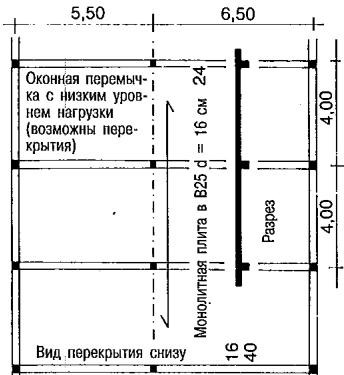 5,50
6,50
Оконная перемыч-
ка с низким уров-
нем нагрузки
(возможны пере-
крытия)
Монолитная плита в B25 d = 16 см
24
4,00
4,00
Разрез
Вид перекрытия снизу
16
40